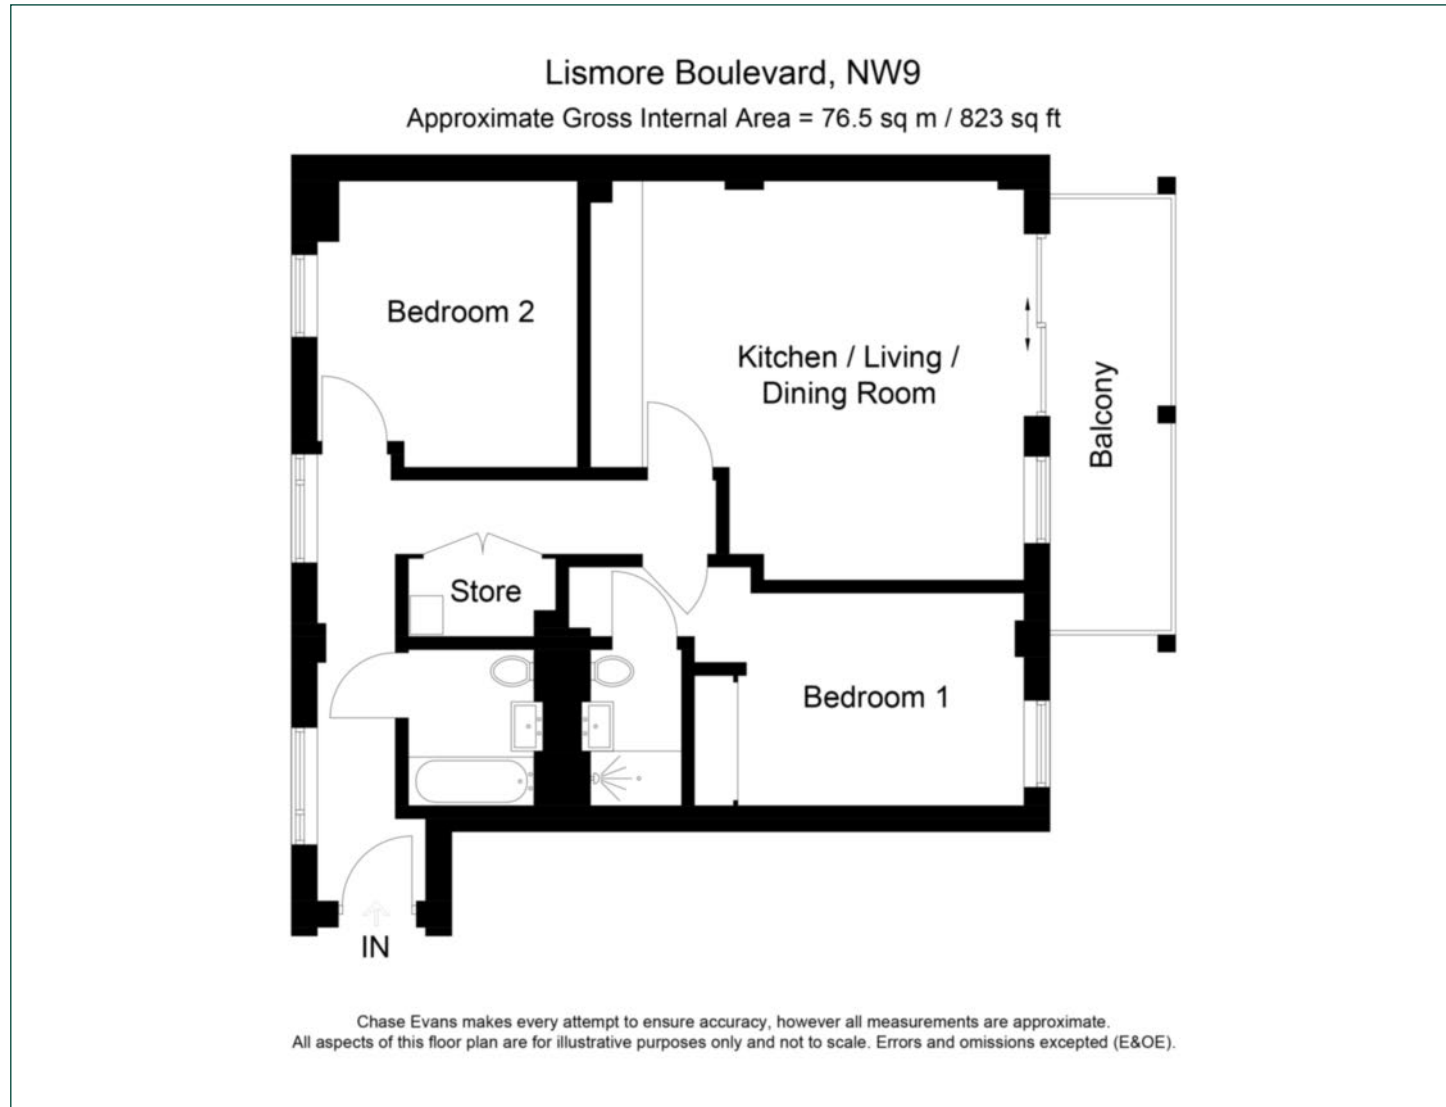 Lismore Boulevard, NW9
Approximate Gross Internal Area = 76.5 sq m / 823 sq ft
Bedroom 2
Kitchen / Living /
Dining Room
Balcony
Store
Bedroom 1
IN
Chase Evans makes every attempt to ensure accuracy, however all measurements are approximate.
All aspects of this floor plan are for illustrative purposes only and not to scale. Errors and omissions excepted (E&OE).